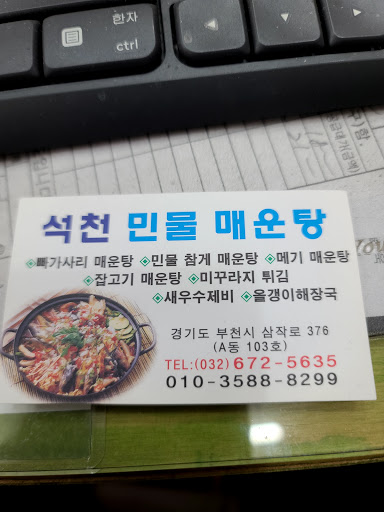 한자
ctrl
석천 민물 매운탕
◈빠가사리 매운탕 ◈민물 참게 매운탕 ◈메기 매운탕
◈잡고기 매운탕 ◈미꾸라지 튀김
◈새우수제비 ◈올갱이해장국
경기도 부천시 삼작로 376
(A동 103호)
TEL:(032)672-5635
010-3588-8299